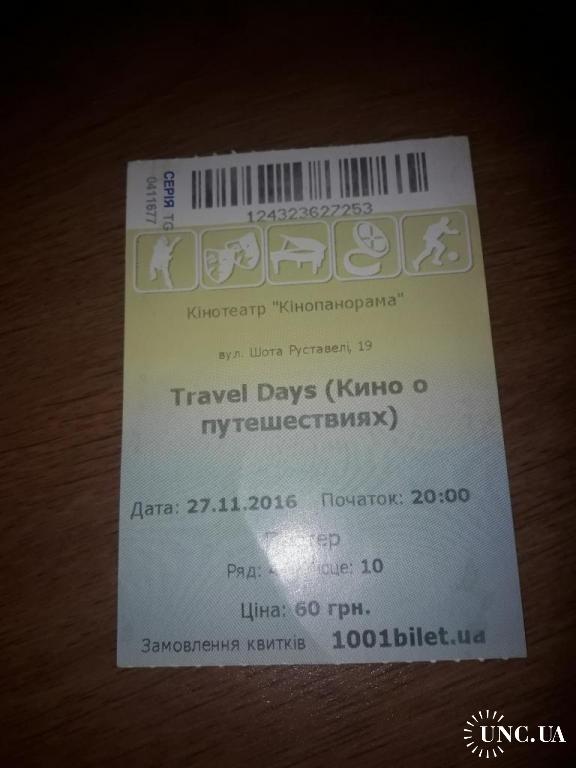 СЕРІЯ TG
0411677
124323627253
Кінотеатр "Кінопанорама"
вул. Шота Руставелі, 19
Travel Days (Кино о
путешествиях)
Дата: 27.11.2016 Початок: 20:00
Ряд: місце: 10
Ціна: 60 грн.
Замовлення квитків 1001bilet.ua
UNC.UA